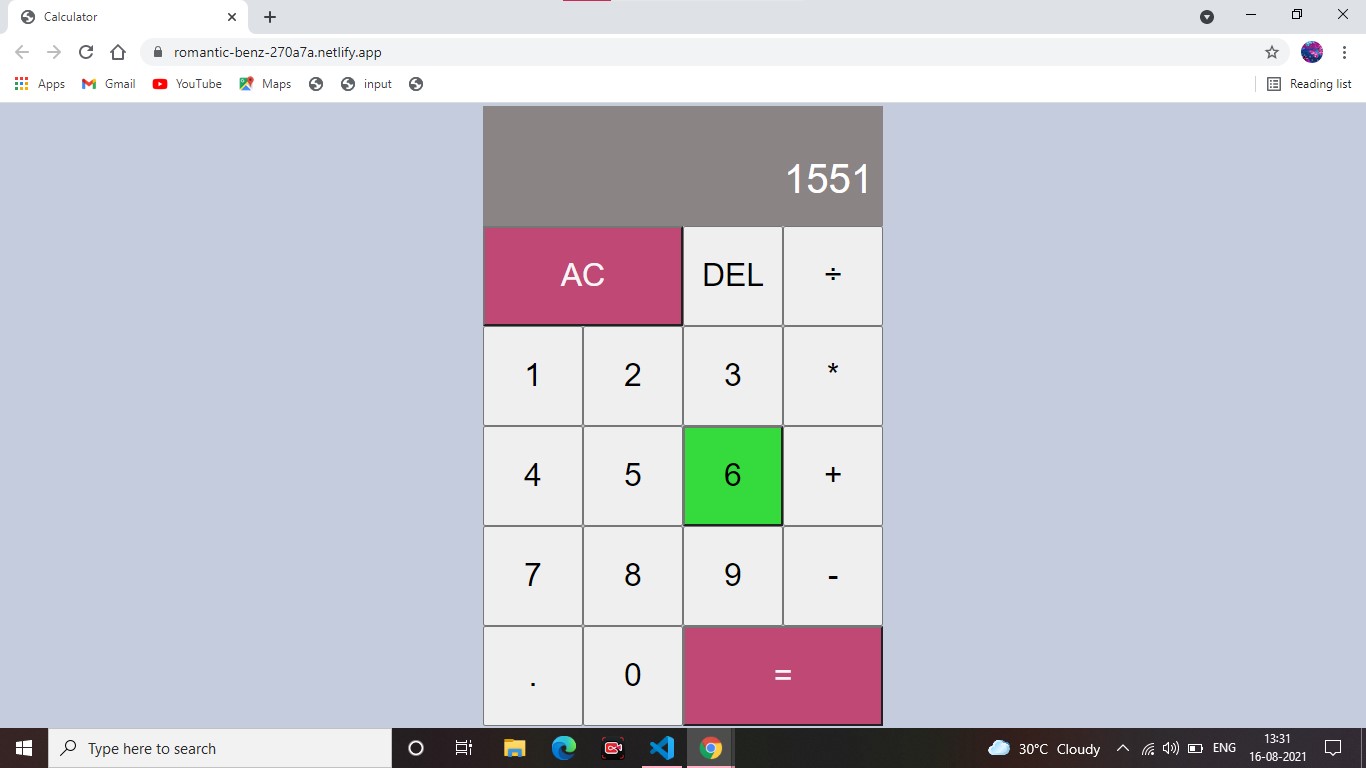 Calculator
romantic-benz-270a7a.netlify.app
Apps Gmail YouTube Maps input Reading list
1551
AC DEL ÷
1 2 3 *
4 5 6 +
7 8 9 -
. 0 =
Type here to search
30°C Cloudy ENG 13:31
16-08-2021